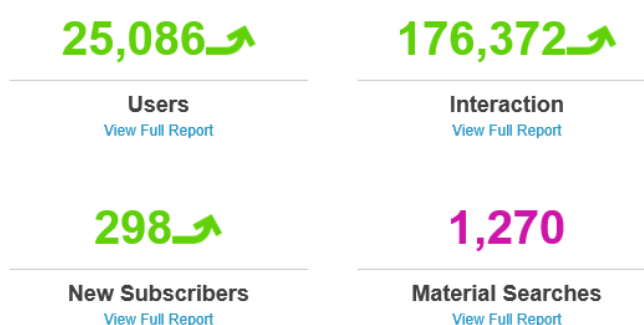 25,086
176,372
Users
Interaction
View Full Report
View Full Report
298
1,270
New Subscribers
Material Searches
View Full Report
View Full Report